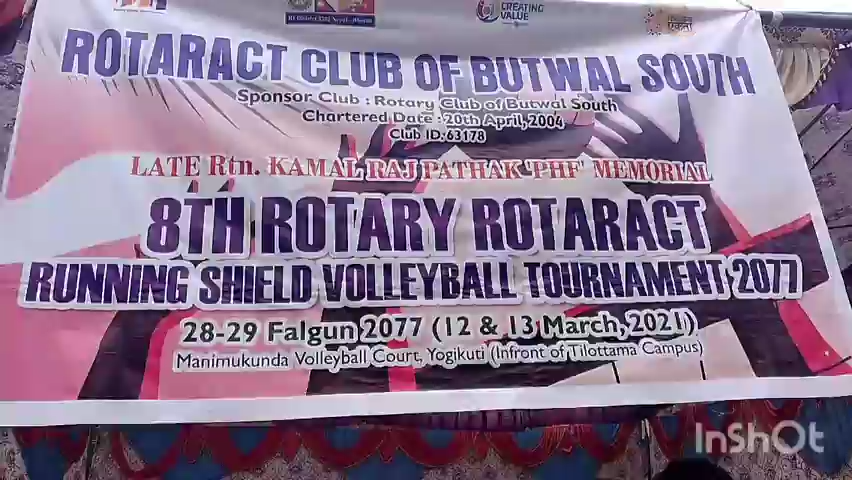 CREATING
VALUE
ROTARACT CLUB OF BUTWAL SOUTH
Sponsor Club : Rotary Club of Butwal South
Chartered Date : 20th April, 2004
Club ID: 63178
LATE Rtn. KAMAL RAJ PATHAK 'PHF' MEMORIAL
8TH ROTARY ROTARACT
RUNNING SHIELD VOLLEYBALL TOURNAMENT 2077
28-29 Falgun 2077 (12 & 13 March, 2021)
Manimukunda Volleyball Court, Yogikuti (Infront of Tilottama Campus)
InShOt